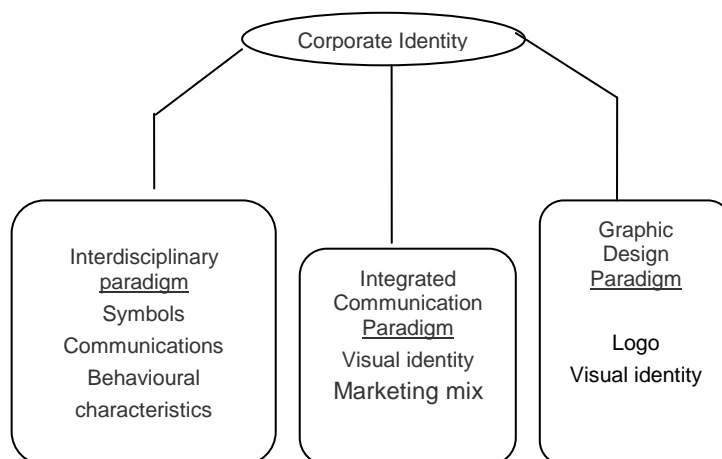 Corporate Identity
Interdisciplinary
paradigm
Symbols
Communications
Behavioural
characteristics
Integrated
Communication
Paradigm
Visual identity
Marketing mix
Graphic
Design
Paradigm
Logo
Visual identity